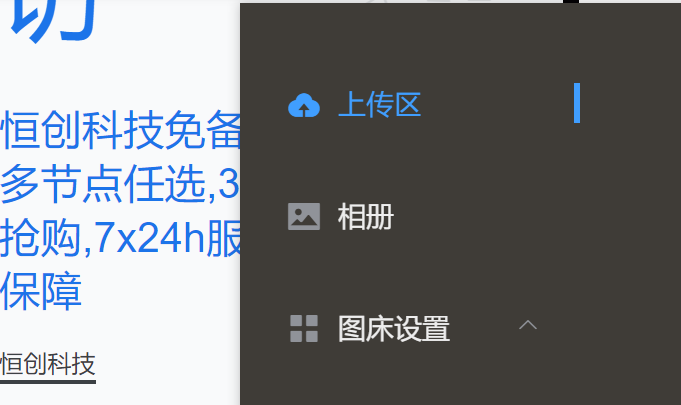 恒创科技免备
多节点任选,3
抢购,7x24h服
保障
恒创科技
上传区
相册
图床设置